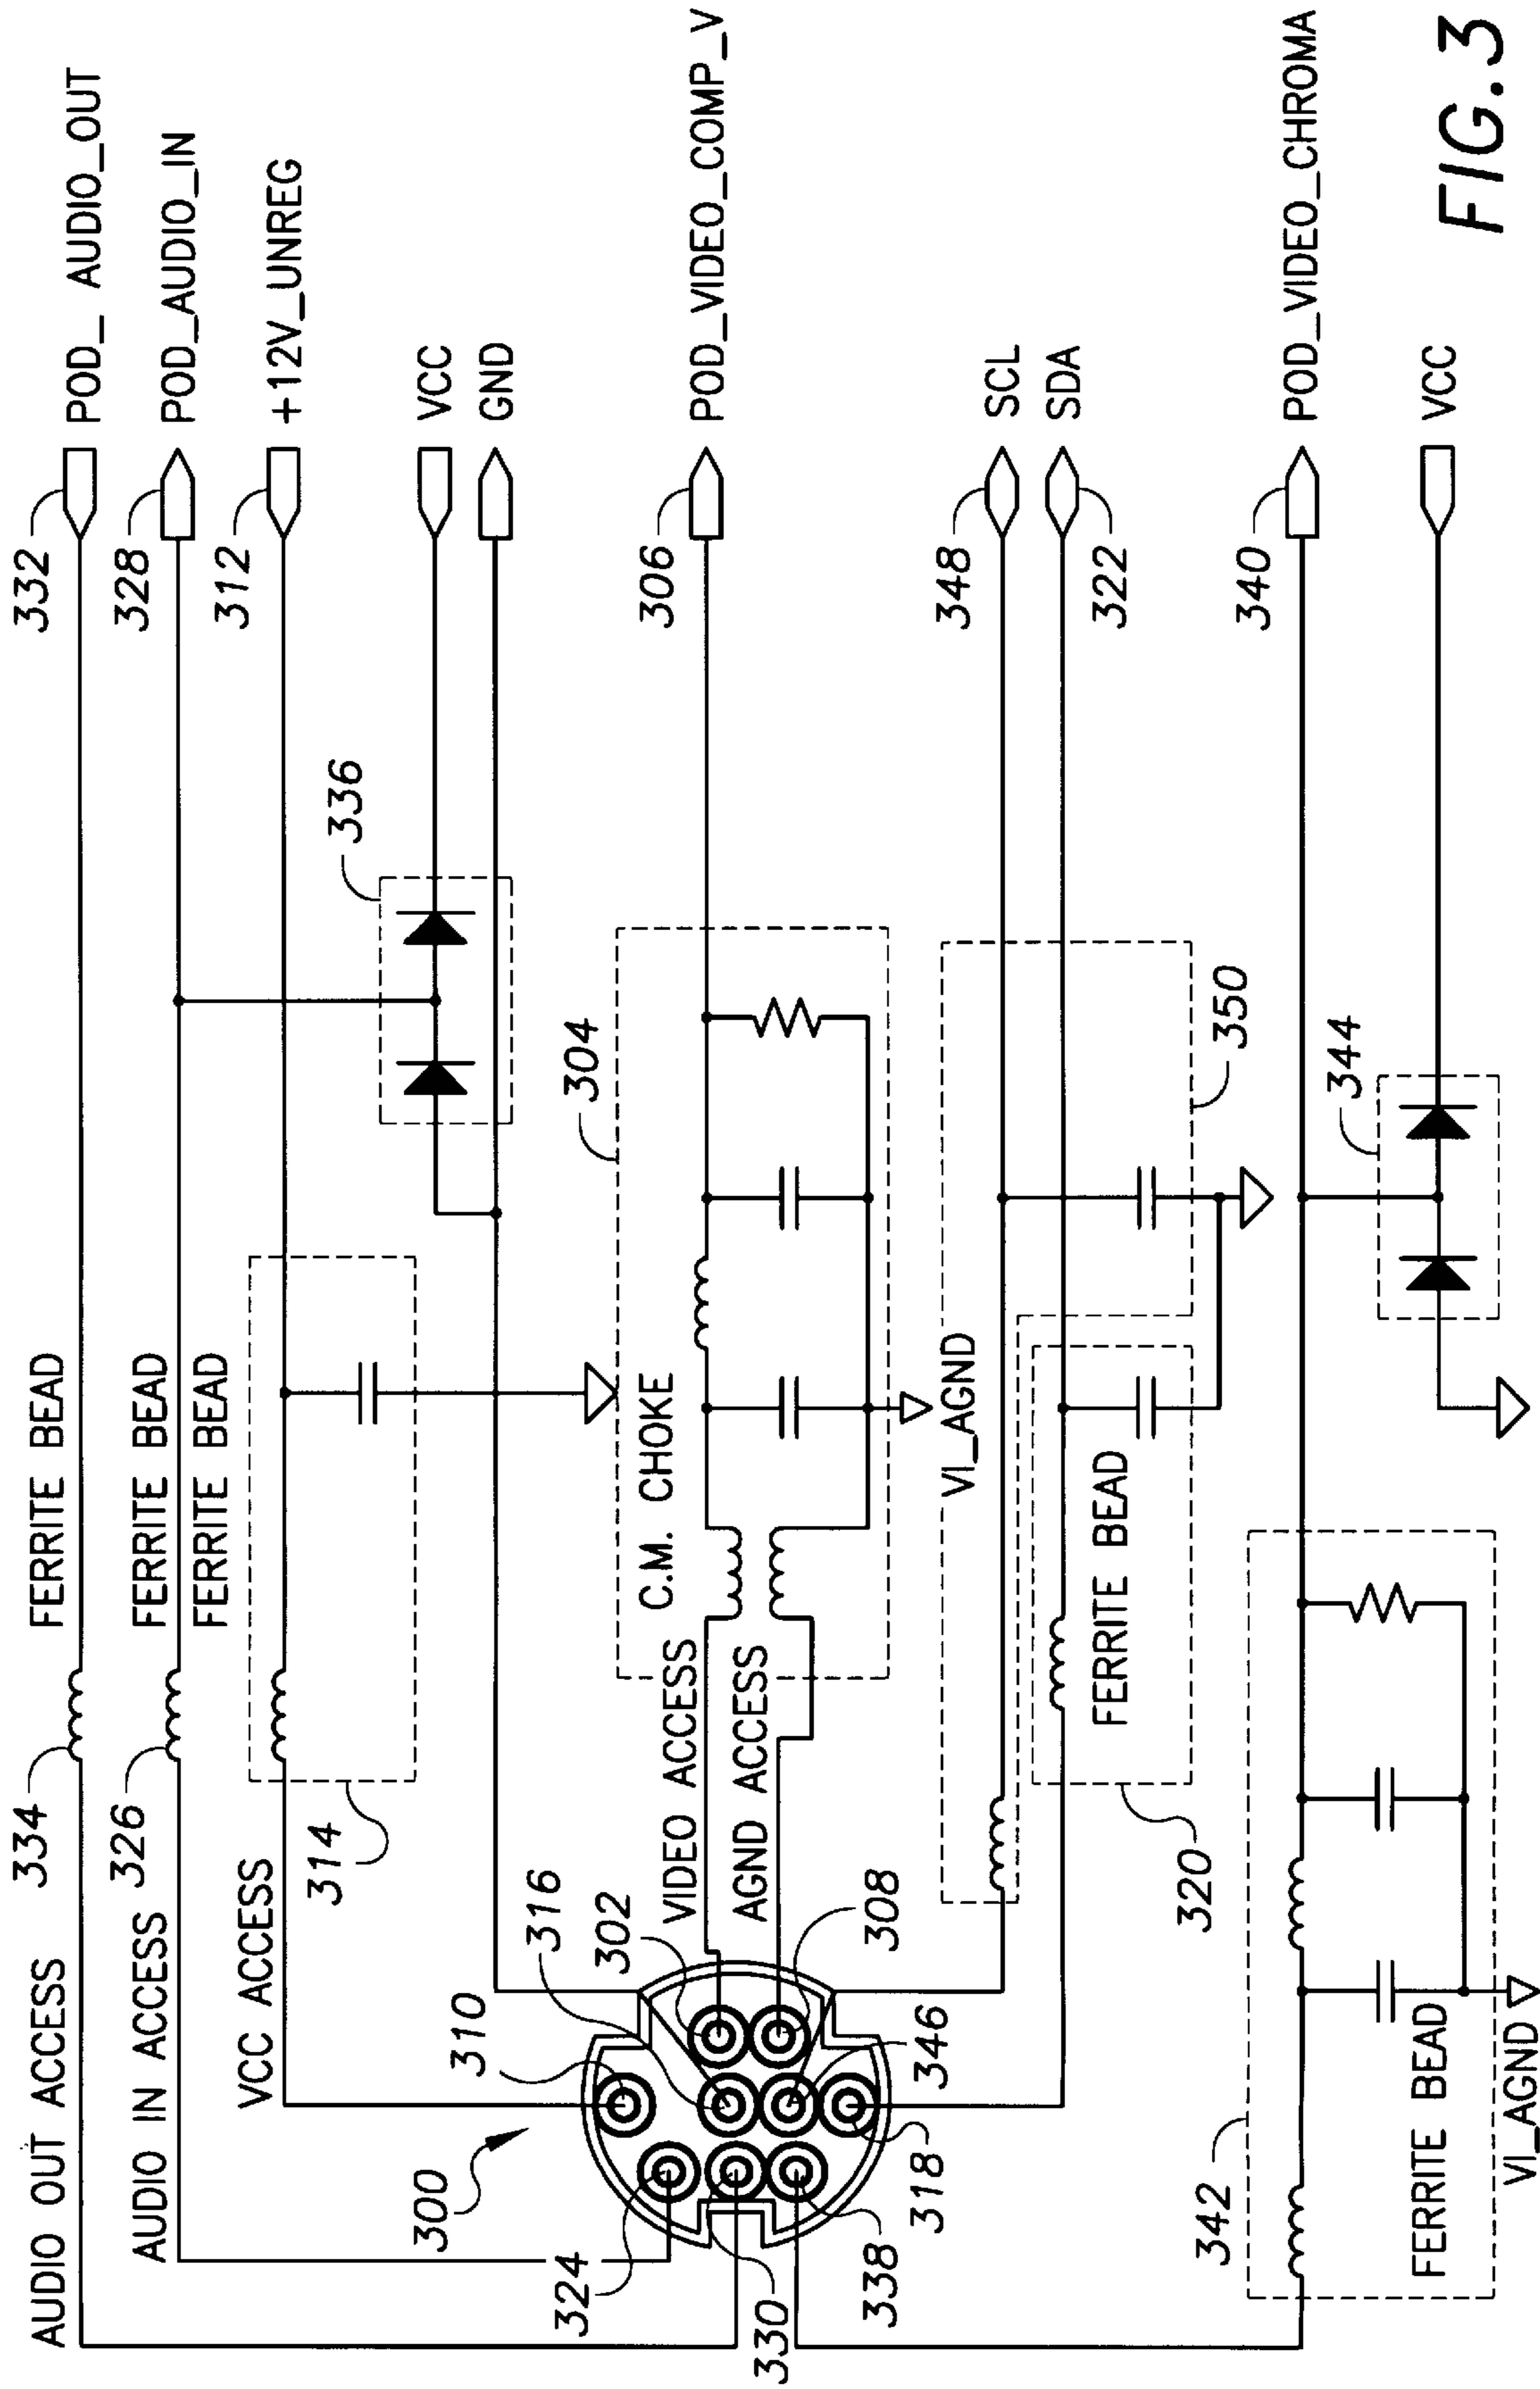 AUDIO OUT ACCESS 334 FERRITE BEAD 332 POD_ AUDIO_OUT
AUDIO IN ACCESS 326 FERRITE BEAD 328 POD_AUDIO_IN
FERRITE BEAD
VCC ACCESS 312 +12V_UNREG
314
336
VCC
300 310 GND
316
324 302 304
C.M. CHOKE
VIDEO ACCESS 306 POD_VIDEO_COMP_V
AGND ACCESS
330
308
338 318 346
VI_AGND
348 SCL
SDA
FERRITE BEAD 322
320 350
342 340 POD_VIDEO_CHROMA
344
FERRITE BEAD VCC
VI_AGND
FIG.3